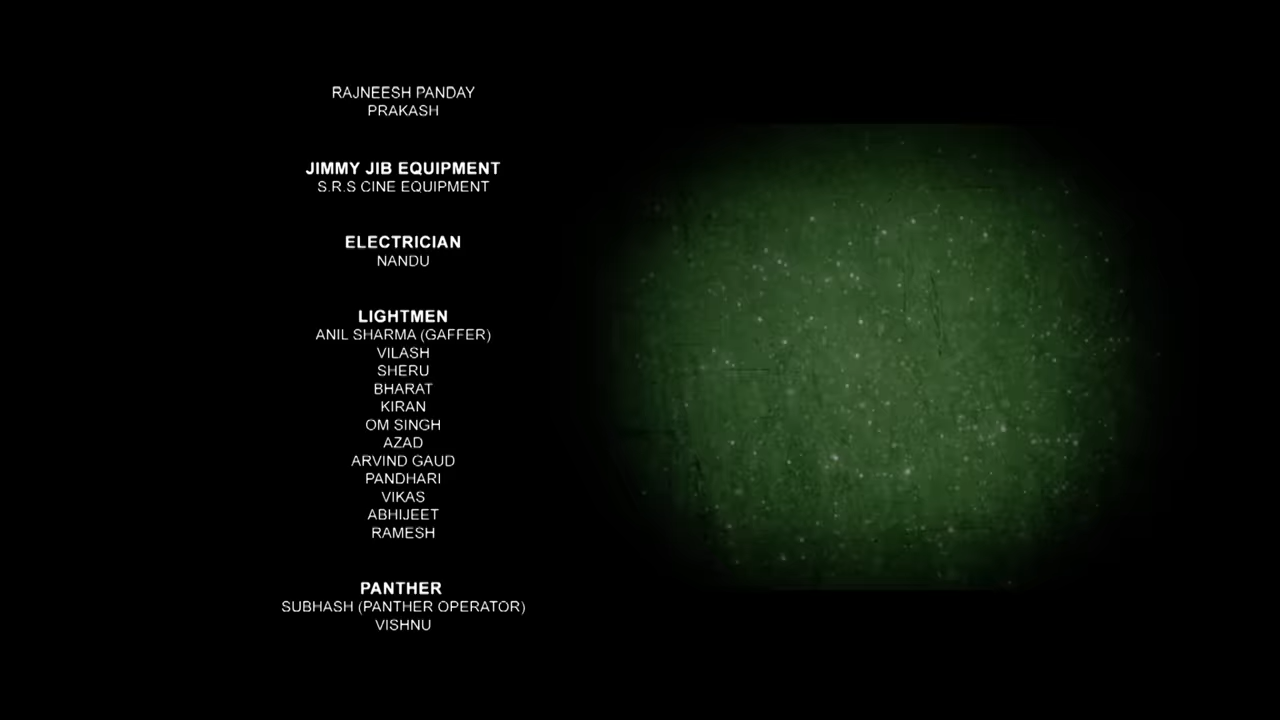 RAJNEESH PANDAY
PRAKASH
JIMMY JIB EQUIPMENT
S.R.S CINE EQUIPMENT
ELECTRICIAN
NANDU
LIGHTMEN
ANIL SHARMA (GAFFER)
VILASH
SHERU
BHARAT
KIRAN
OM SINGH
AZAD
ARVIND GAUD
PANDHARI
VIKAS
ABHIJEET
RAMESH
PANTHER
SUBHASH (PANTHER OPERATOR)
VISHNU